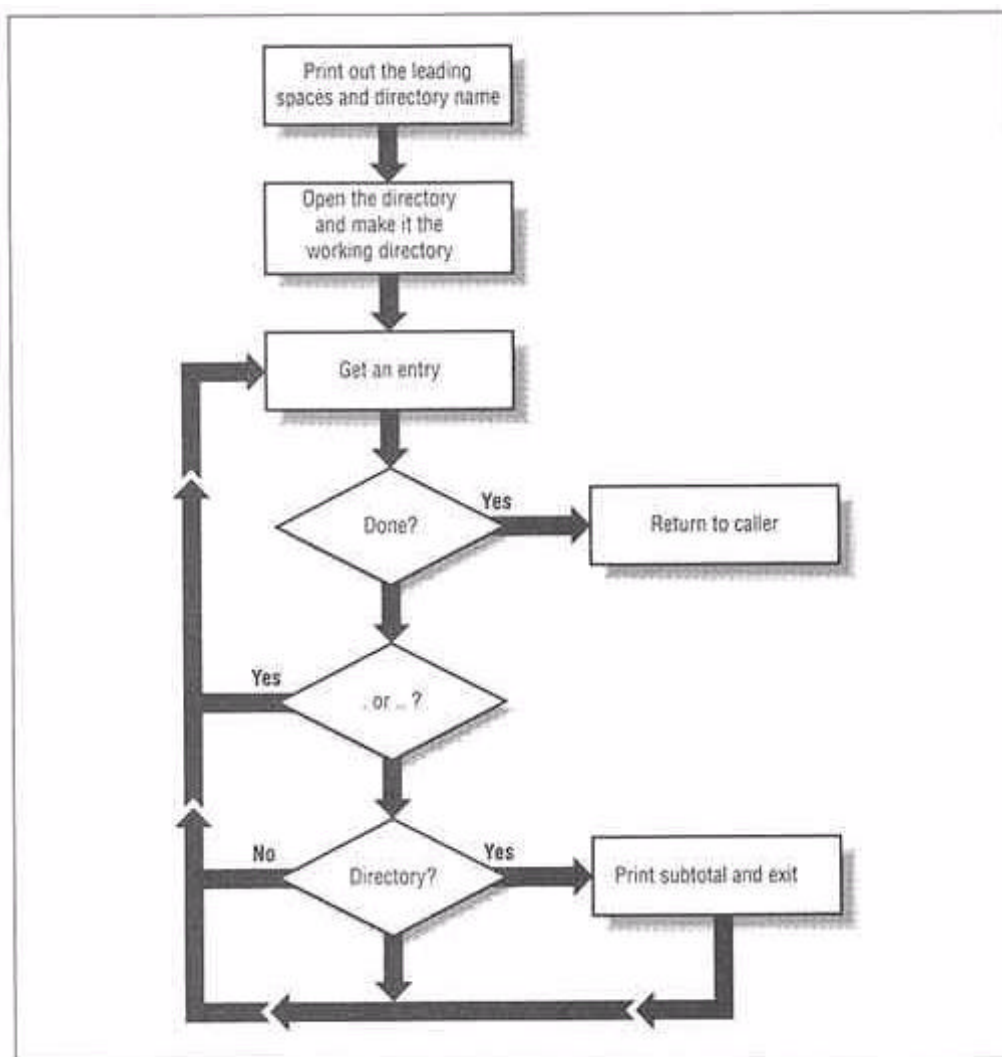 Print out the leading
spaces and directory name
Open the directory
and make it the
working directory
Get an entry
Done?
Yes
Return to caller
Yes
. or .. ?
No
Directory?
Yes
Print subtotal and exit